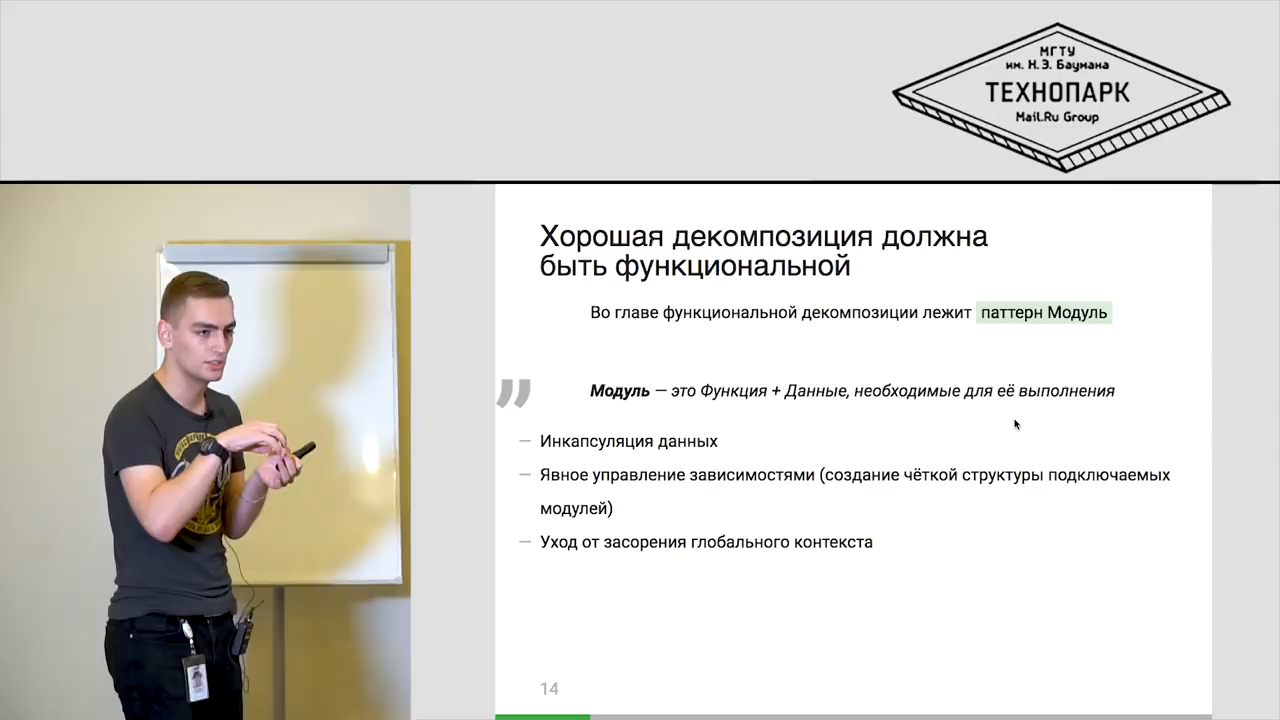 МГТУ
им. Н.Э. Баумана
ТЕХНОПАРК
Mail.Ru Group
Хорошая декомпозиция должна
быть функциональной
Во главе функциональной декомпозиции лежит паттерн Модуль
”
Модуль — это Функция + Данные, необходимые для её выполнения
— Инкапсуляция данных
— Явное управление зависимостями (создание чёткой структуры подключаемых
модулей)
— Уход от засорения глобального контекста
14